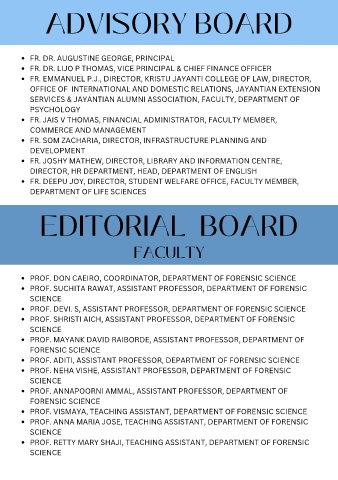 ADVISORY BOARD
FR. DR. AUGUSTINE GEORGE, PRINCIPAL
FR. DR. LIJO P THOMAS, VICE PRINCIPAL & CHIEF FINANCE OFFICER
FR. EMMANUEL P.J., DIRECTOR, KRISTU JAYANTI COLLEGE OF LAW, DIRECTOR,
OFFICE OF INTERNATIONAL AND DOMESTIC RELATIONS, JAYANTIAN EXTENSION
SERVICES & JAYANTIAN ALUMNI ASSOCIATION, FACULTY, DEPARTMENT OF
PSYCHOLOGY
FR. JAIS V THOMAS, FINANCIAL ADMINISTRATOR, FACULTY MEMBER,
COMMERCE AND MANAGEMENT
FR. SOM ZACHARIA, DIRECTOR, INFRASTRUCTURE PLANNING AND
DEVELOPMENT
FR. JOSHY MATHEW, DIRECTOR, LIBRARY AND INFORMATION CENTRE,
DIRECTOR, HR DEPARTMENT, HEAD, DEPARTMENT OF ENGLISH
FR. DEEPU JOY, DIRECTOR, STUDENT WELFARE OFFICE, FACULTY MEMBER,
DEPARTMENT OF LIFE SCIENCES
EDITORIAL BOARD
FACULTY
PROF. DON CAEIRO, COORDINATOR, DEPARTMENT OF FORENSIC SCIENCE
PROF. SUCHITA RAWAT, ASSISTANT PROFESSOR, DEPARTMENT OF FORENSIC
SCIENCE
PROF. DEVI. S, ASSISTANT PROFESSOR, DEPARTMENT OF FORENSIC SCIENCE
PROF. SHRISTI AICH, ASSISTANT PROFESSOR, DEPARTMENT OF FORENSIC
SCIENCE
PROF. MAYANK DAVID RAIBORDE, ASSISTANT PROFESSOR, DEPARTMENT OF
FORENSIC SCIENCE
PROF. ADITI, ASSISTANT PROFESSOR, DEPARTMENT OF FORENSIC SCIENCE
PROF. NEHA VISHE, ASSISTANT PROFESSOR, DEPARTMENT OF FORENSIC
SCIENCE
PROF. ANNAPOORNI AMMAL, ASSISTANT PROFESSOR, DEPARTMENT OF
FORENSIC SCIENCE
PROF. VISMAYA, TEACHING ASSISTANT, DEPARTMENT OF FORENSIC SCIENCE
PROF. ANNA MARIA JOSE, TEACHING ASSISTANT, DEPARTMENT OF FORENSIC
SCIENCE
PROF. RETTY MARY SHAJI, TEACHING ASSISTANT, DEPARTMENT OF FORENSIC
SCIENCE